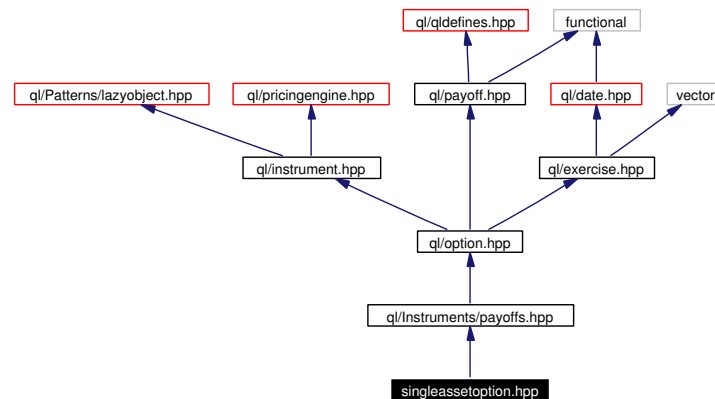 ql/qldefines.hpp
functional
ql/Patterns/lazyobject.hpp
ql/pricingengine.hpp
ql/payoff.hpp
ql/date.hpp
vector
ql/instrument.hpp
ql/exercise.hpp
ql/option.hpp
ql/Instruments/payoffs.hpp
singleassetoption.hpp